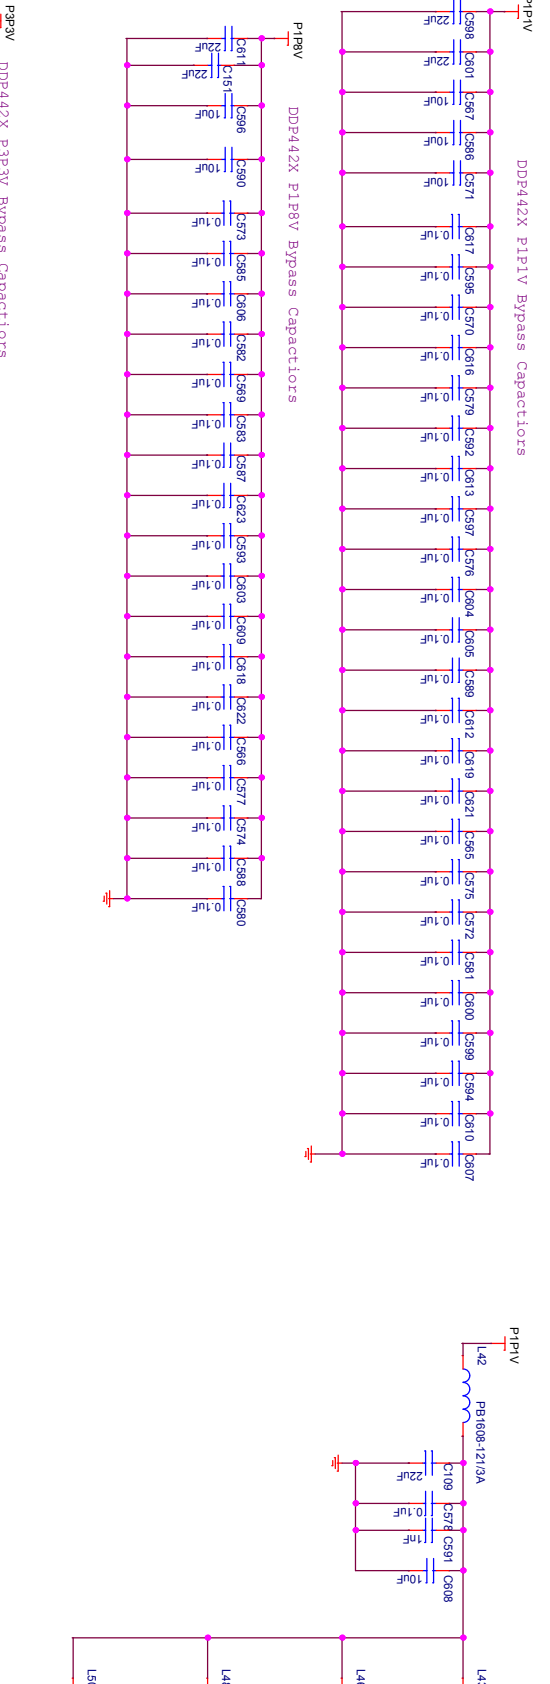 P1P1V
C598
22uF
C601
22uF
C567
10uF
C586
10uF
C571
10uF
C617
0.1uF
C595
0.1uF
C570
0.1uF
C616
0.1uF
C579
0.1uF
C592
0.1uF
C613
0.1uF
C597
0.1uF
C576
0.1uF
C604
0.1uF
C605
0.1uF
C589
0.1uF
C612
0.1uF
C619
0.1uF
C621
0.1uF
C565
0.1uF
C575
0.1uF
C572
0.1uF
C581
0.1uF
C600
0.1uF
C599
0.1uF
C594
0.1uF
C610
0.1uF
C607
0.1uF
DDP442X P1P1V Bypass Capactiors
P1P8V
C611
22uF
C151
22uF
C596
10uF
C590
10uF
C573
0.1uF
C585
0.1uF
C606
0.1uF
C582
0.1uF
C569
0.1uF
C583
0.1uF
C587
0.1uF
C623
0.1uF
C593
0.1uF
C603
0.1uF
C609
0.1uF
C618
0.1uF
C622
0.1uF
C566
0.1uF
C577
0.1uF
C574
0.1uF
C588
0.1uF
C580
0.1uF
DDP442X P1P8V Bypass Capactiors
P3P3V
DDP442X P3P3V Bypass Capactiors
P1P1V
L42
PB1608-121/3A
C109
22uF
C578
0.1uF
C591
1nF
C608
10uF